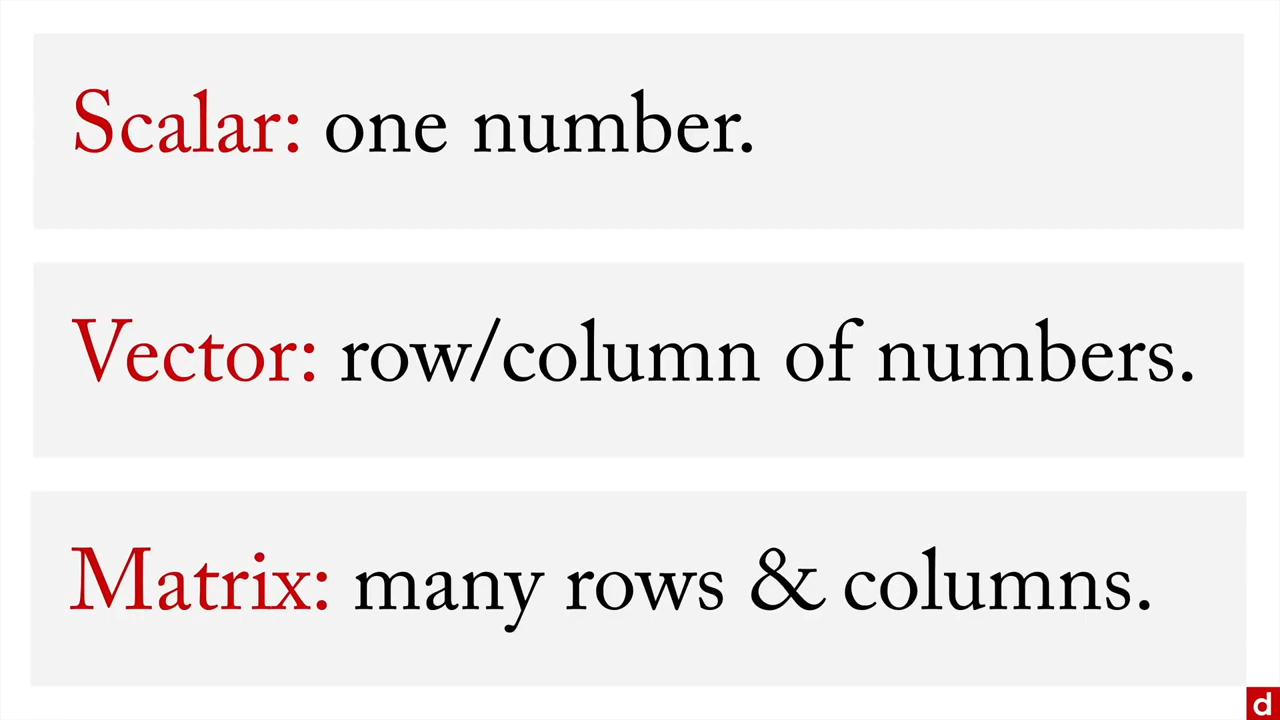 Scalar: one number.
Vector: row/column of numbers.
Matrix: many rows & columns.
d